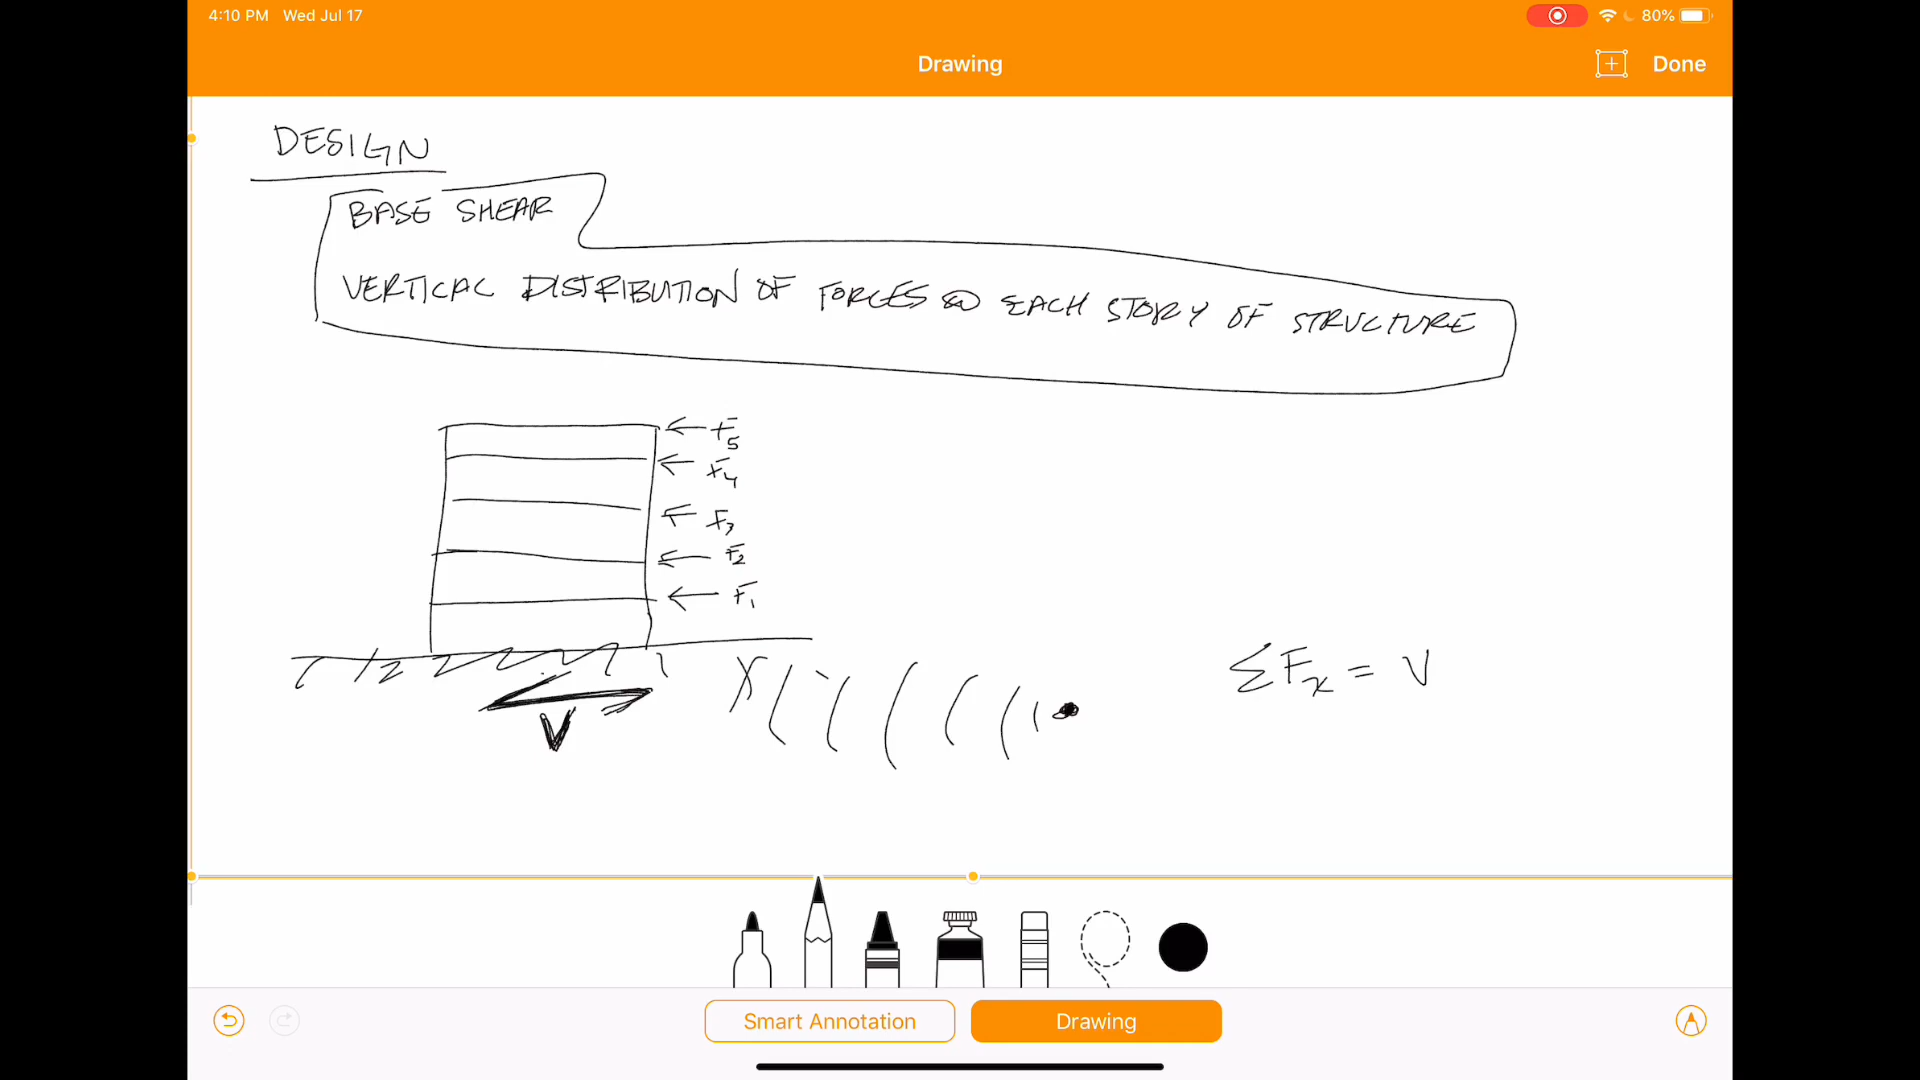 4:10 PM Wed Jul 17
80%
Drawing
Done
DESIGN
BASE SHEAR
VERTICAL DISTRIBUTION OF FORCES @ EACH STORY OF STRUCTURE
F5
F4
F3
F2
F1
ΣFx = V
V
Smart Annotation
Drawing